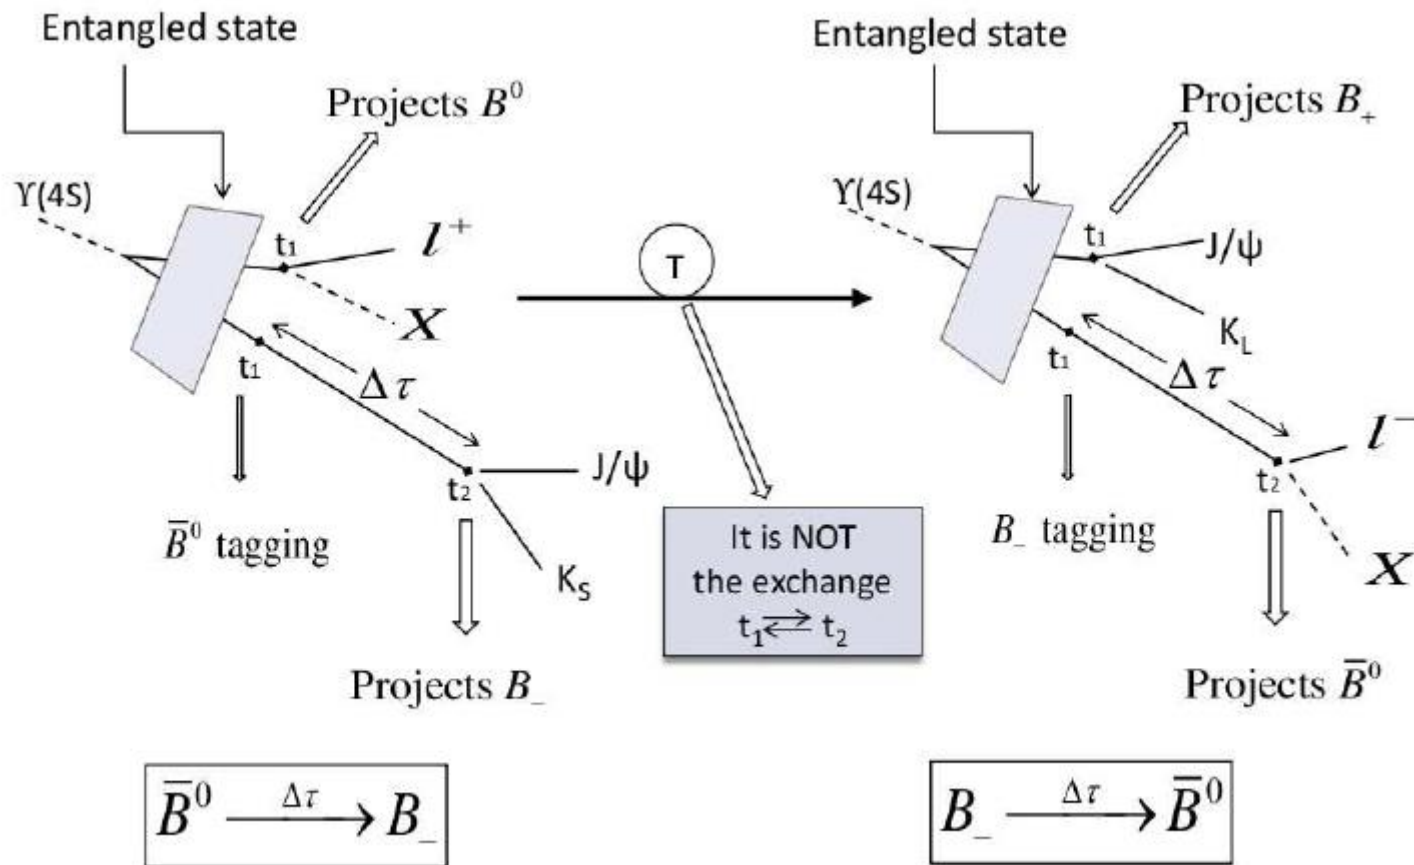 Entangled state
Projects B⁰
ϒ(4S)
t₁
l⁺
X
t₁
Δτ
B̅⁰ tagging
t₂
J/ψ
K_S
Projects B₋
B̅⁰ —Δτ→ B₋
T
It is NOT
the exchange
t₁ ⇄ t₂
Entangled state
Projects B₊
ϒ(4S)
t₁
J/ψ
K_L
t₁
Δτ
B₋ tagging
l⁻
t₂
X
Projects B̅⁰
B₋ —Δτ→ B̅⁰